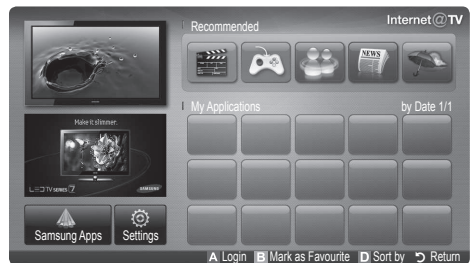 Internet@TV
Recommended
NEWS
My Applications by Date 1/1
Make it slimmer.
LED TV SERIES 7 SAMSUNG
Samsung Apps Settings
A Login B Mark as Favourite D Sort by Return